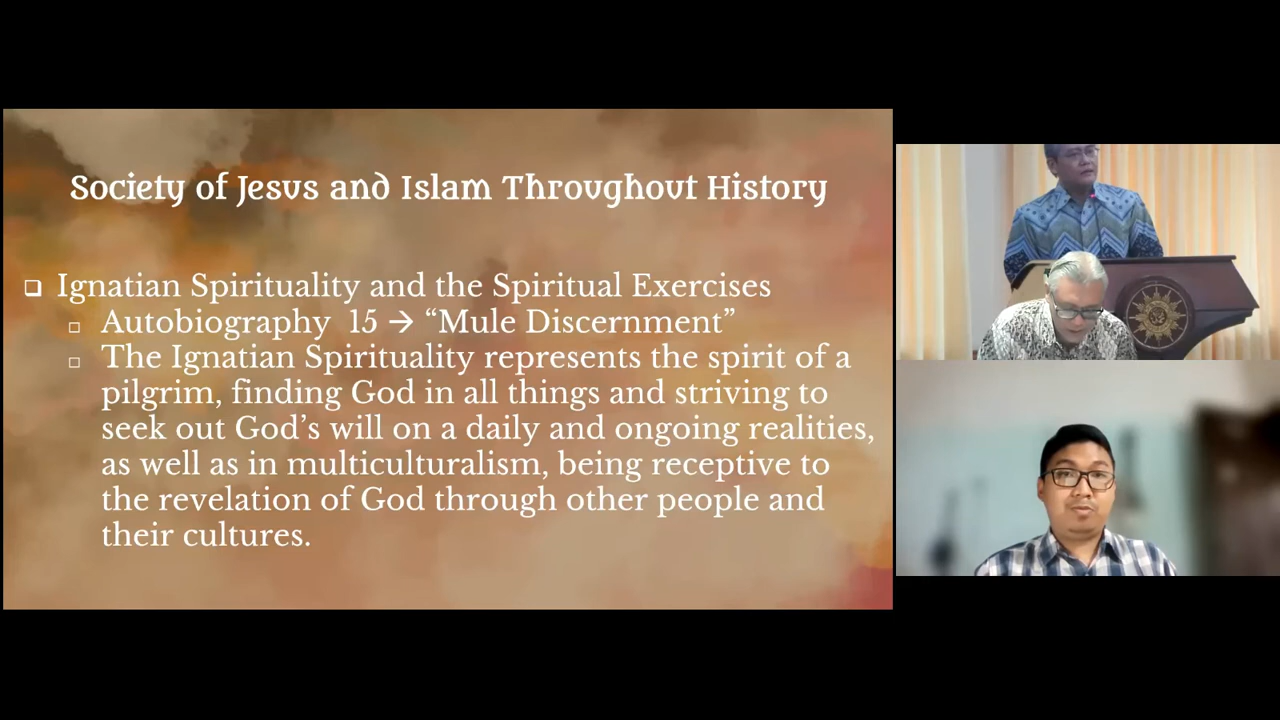 Society of Jesus and Islam Throughout History
Ignatian Spirituality and the Spiritual Exercises
Autobiography 15 → “Mule Discernment”
The Ignatian Spirituality represents the spirit of a
pilgrim, finding God in all things and striving to
seek out God’s will on a daily and ongoing realities,
as well as in multiculturalism, being receptive to
the revelation of God through other people and
their cultures.